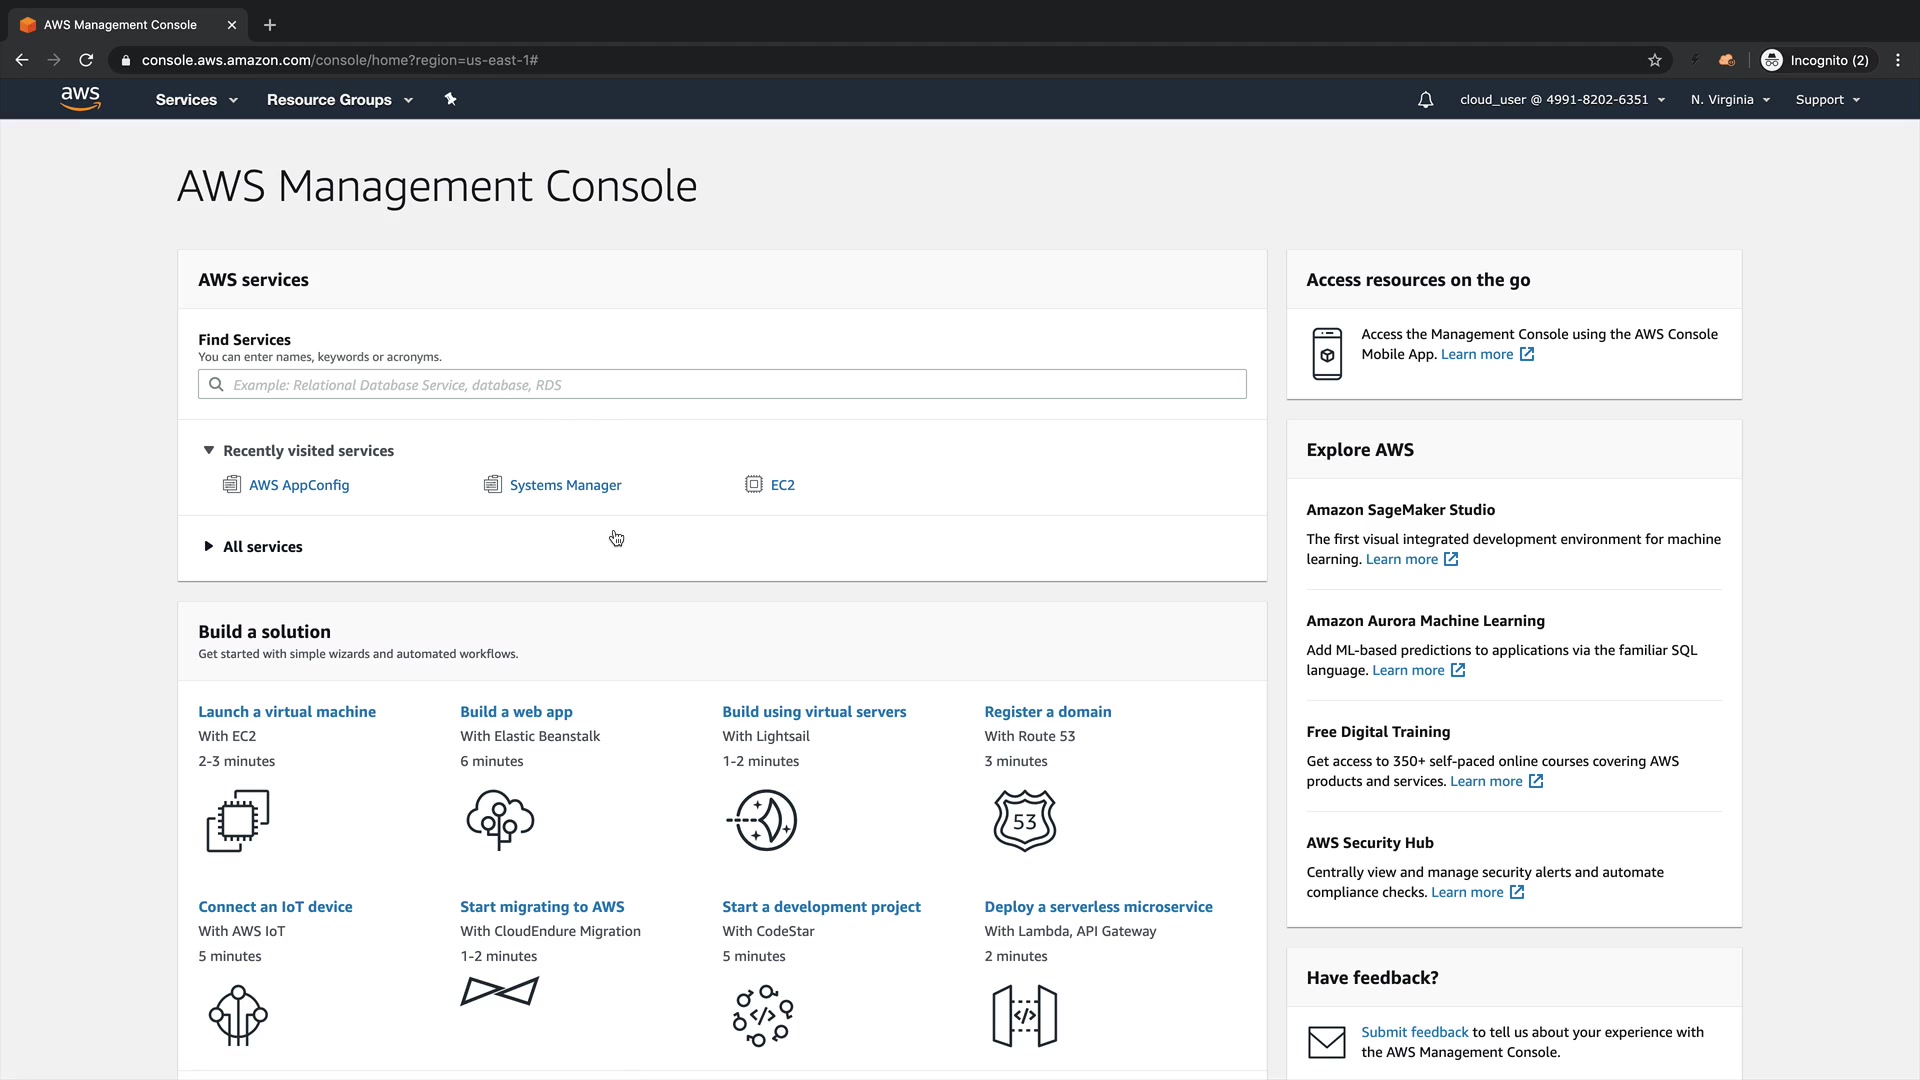 AWS Management Console
console.aws.amazon.com/console/home?region=us-east-1#
Incognito (2)
aws
Services
Resource Groups
cloud_user @ 4991-8202-6351
N. Virginia
Support
AWS Management Console
AWS services
Find Services
You can enter names, keywords or acronyms.
Example: Relational Database Service, database, RDS
Recently visited services
AWS AppConfig
Systems Manager
EC2
All services
Build a solution
Get started with simple wizards and automated workflows.
Launch a virtual machine
With EC2
2-3 minutes
Build a web app
With Elastic Beanstalk
6 minutes
Build using virtual servers
With Lightsail
1-2 minutes
Register a domain
With Route 53
3 minutes
53
Connect an IoT device
With AWS IoT
5 minutes
Start migrating to AWS
With CloudEndure Migration
1-2 minutes
Start a development project
With CodeStar
5 minutes
</>
Deploy a serverless microservice
With Lambda, API Gateway
2 minutes
</>
Access resources on the go
Access the Management Console using the AWS Console
Mobile App. Learn more
Explore AWS
Amazon SageMaker Studio
The first visual integrated development environment for machine
learning. Learn more
Amazon Aurora Machine Learning
Add ML-based predictions to applications via the familiar SQL
language. Learn more
Free Digital Training
Get access to 350+ self-paced online courses covering AWS
products and services. Learn more
AWS Security Hub
Centrally view and manage security alerts and automate
compliance checks. Learn more
Have feedback?
Submit feedback to tell us about your experience with
the AWS Management Console.